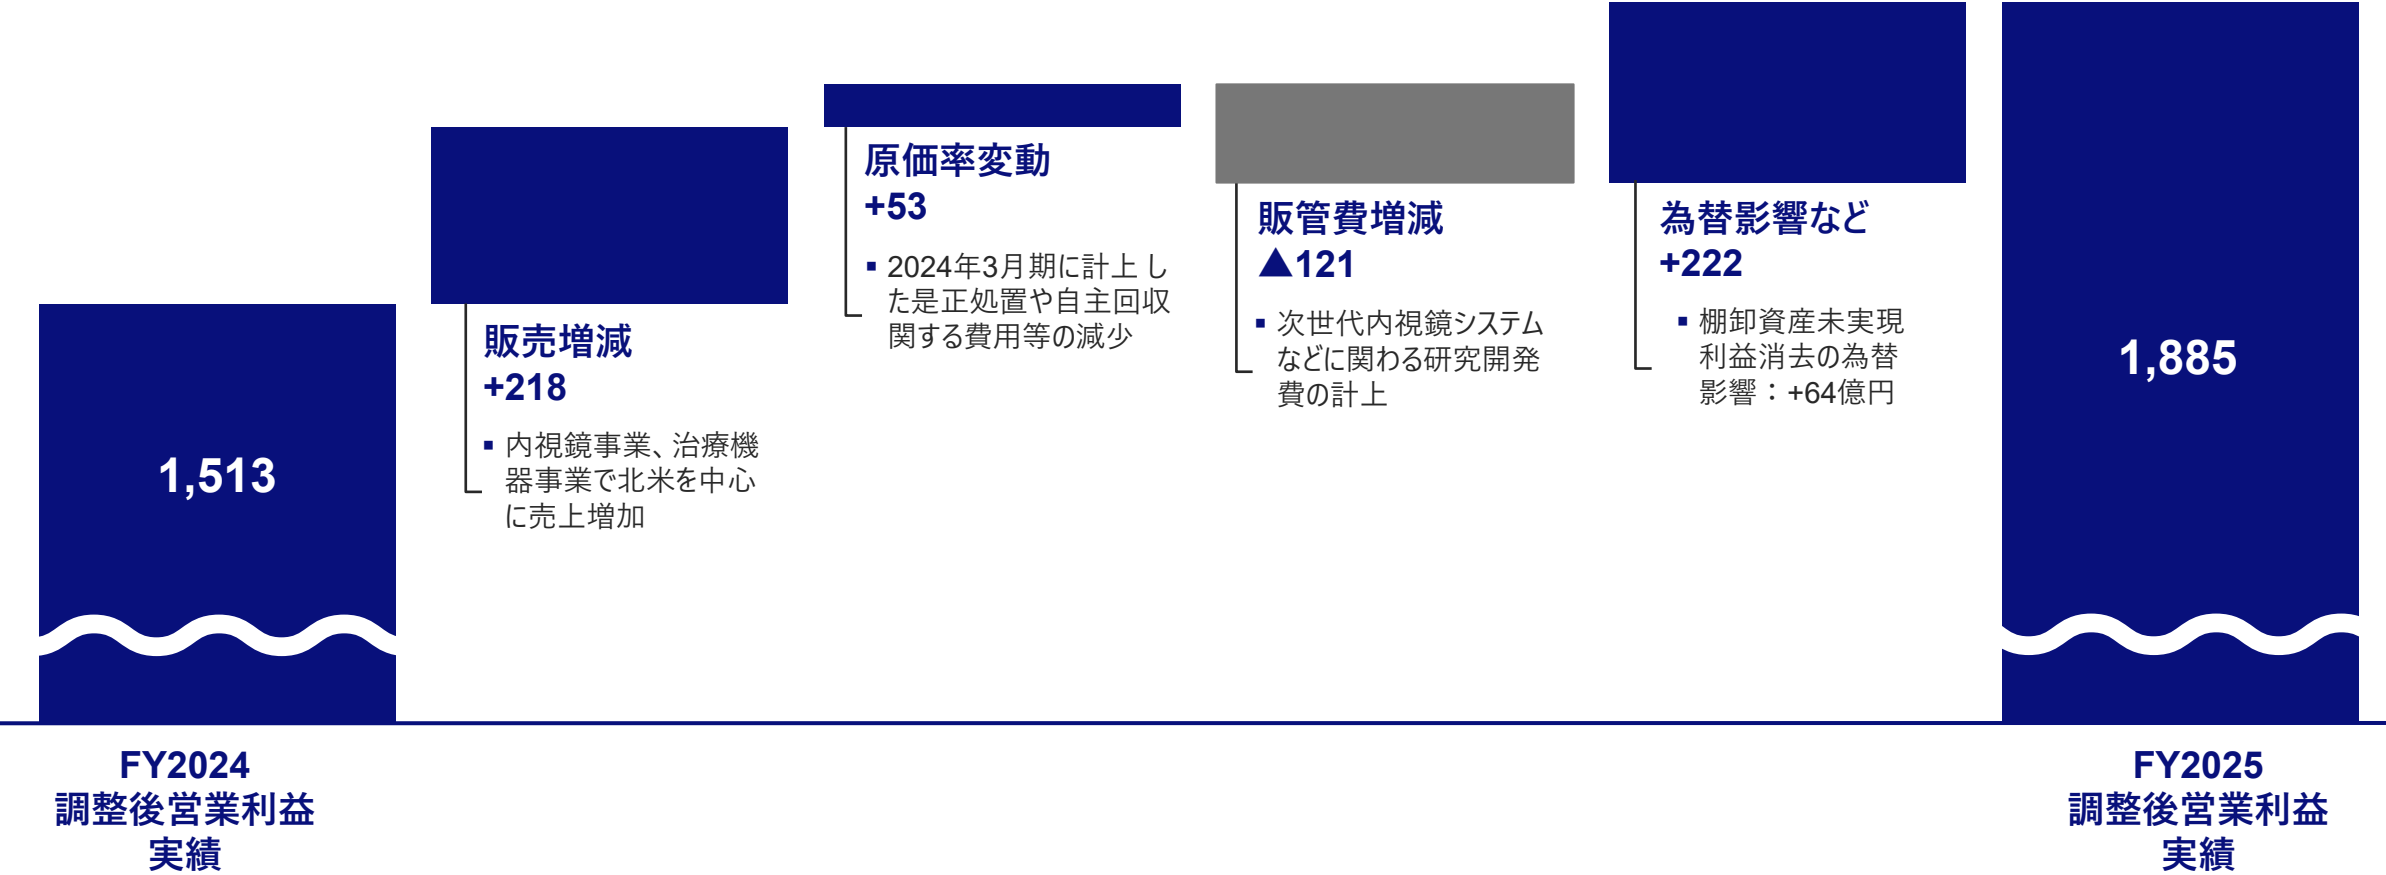 1,513
販売増減
+218
▪ 内視鏡事業、治療機
器事業で北米を中心
に売上増加
原価率変動
+53
▪ 2024年3月期に計上し
た是正処置や自主回収
関する費用等の減少
販管費増減
▲121
▪ 次世代内視鏡システム
などに関わる研究開発
費の計上
為替影響など
+222
▪ 棚卸資産未実現
利益消去の為替
影響：+64億円
1,885
FY2024
調整後営業利益
実績
FY2025
調整後営業利益
実績